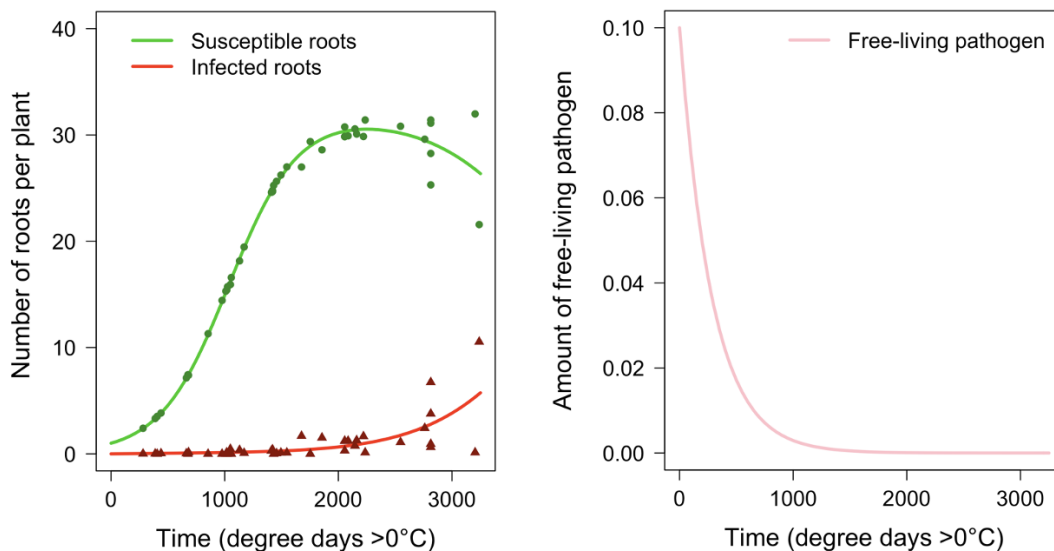 Number of roots per plant
40
30
20
10
0
Susceptible roots
Infected roots
0 1000 2000 3000
Time (degree days >0°C)
Amount of free-living pathogen
0.10
0.08
0.06
0.04
0.02
0.00
Free-living pathogen
0 1000 2000 3000
Time (degree days >0°C)